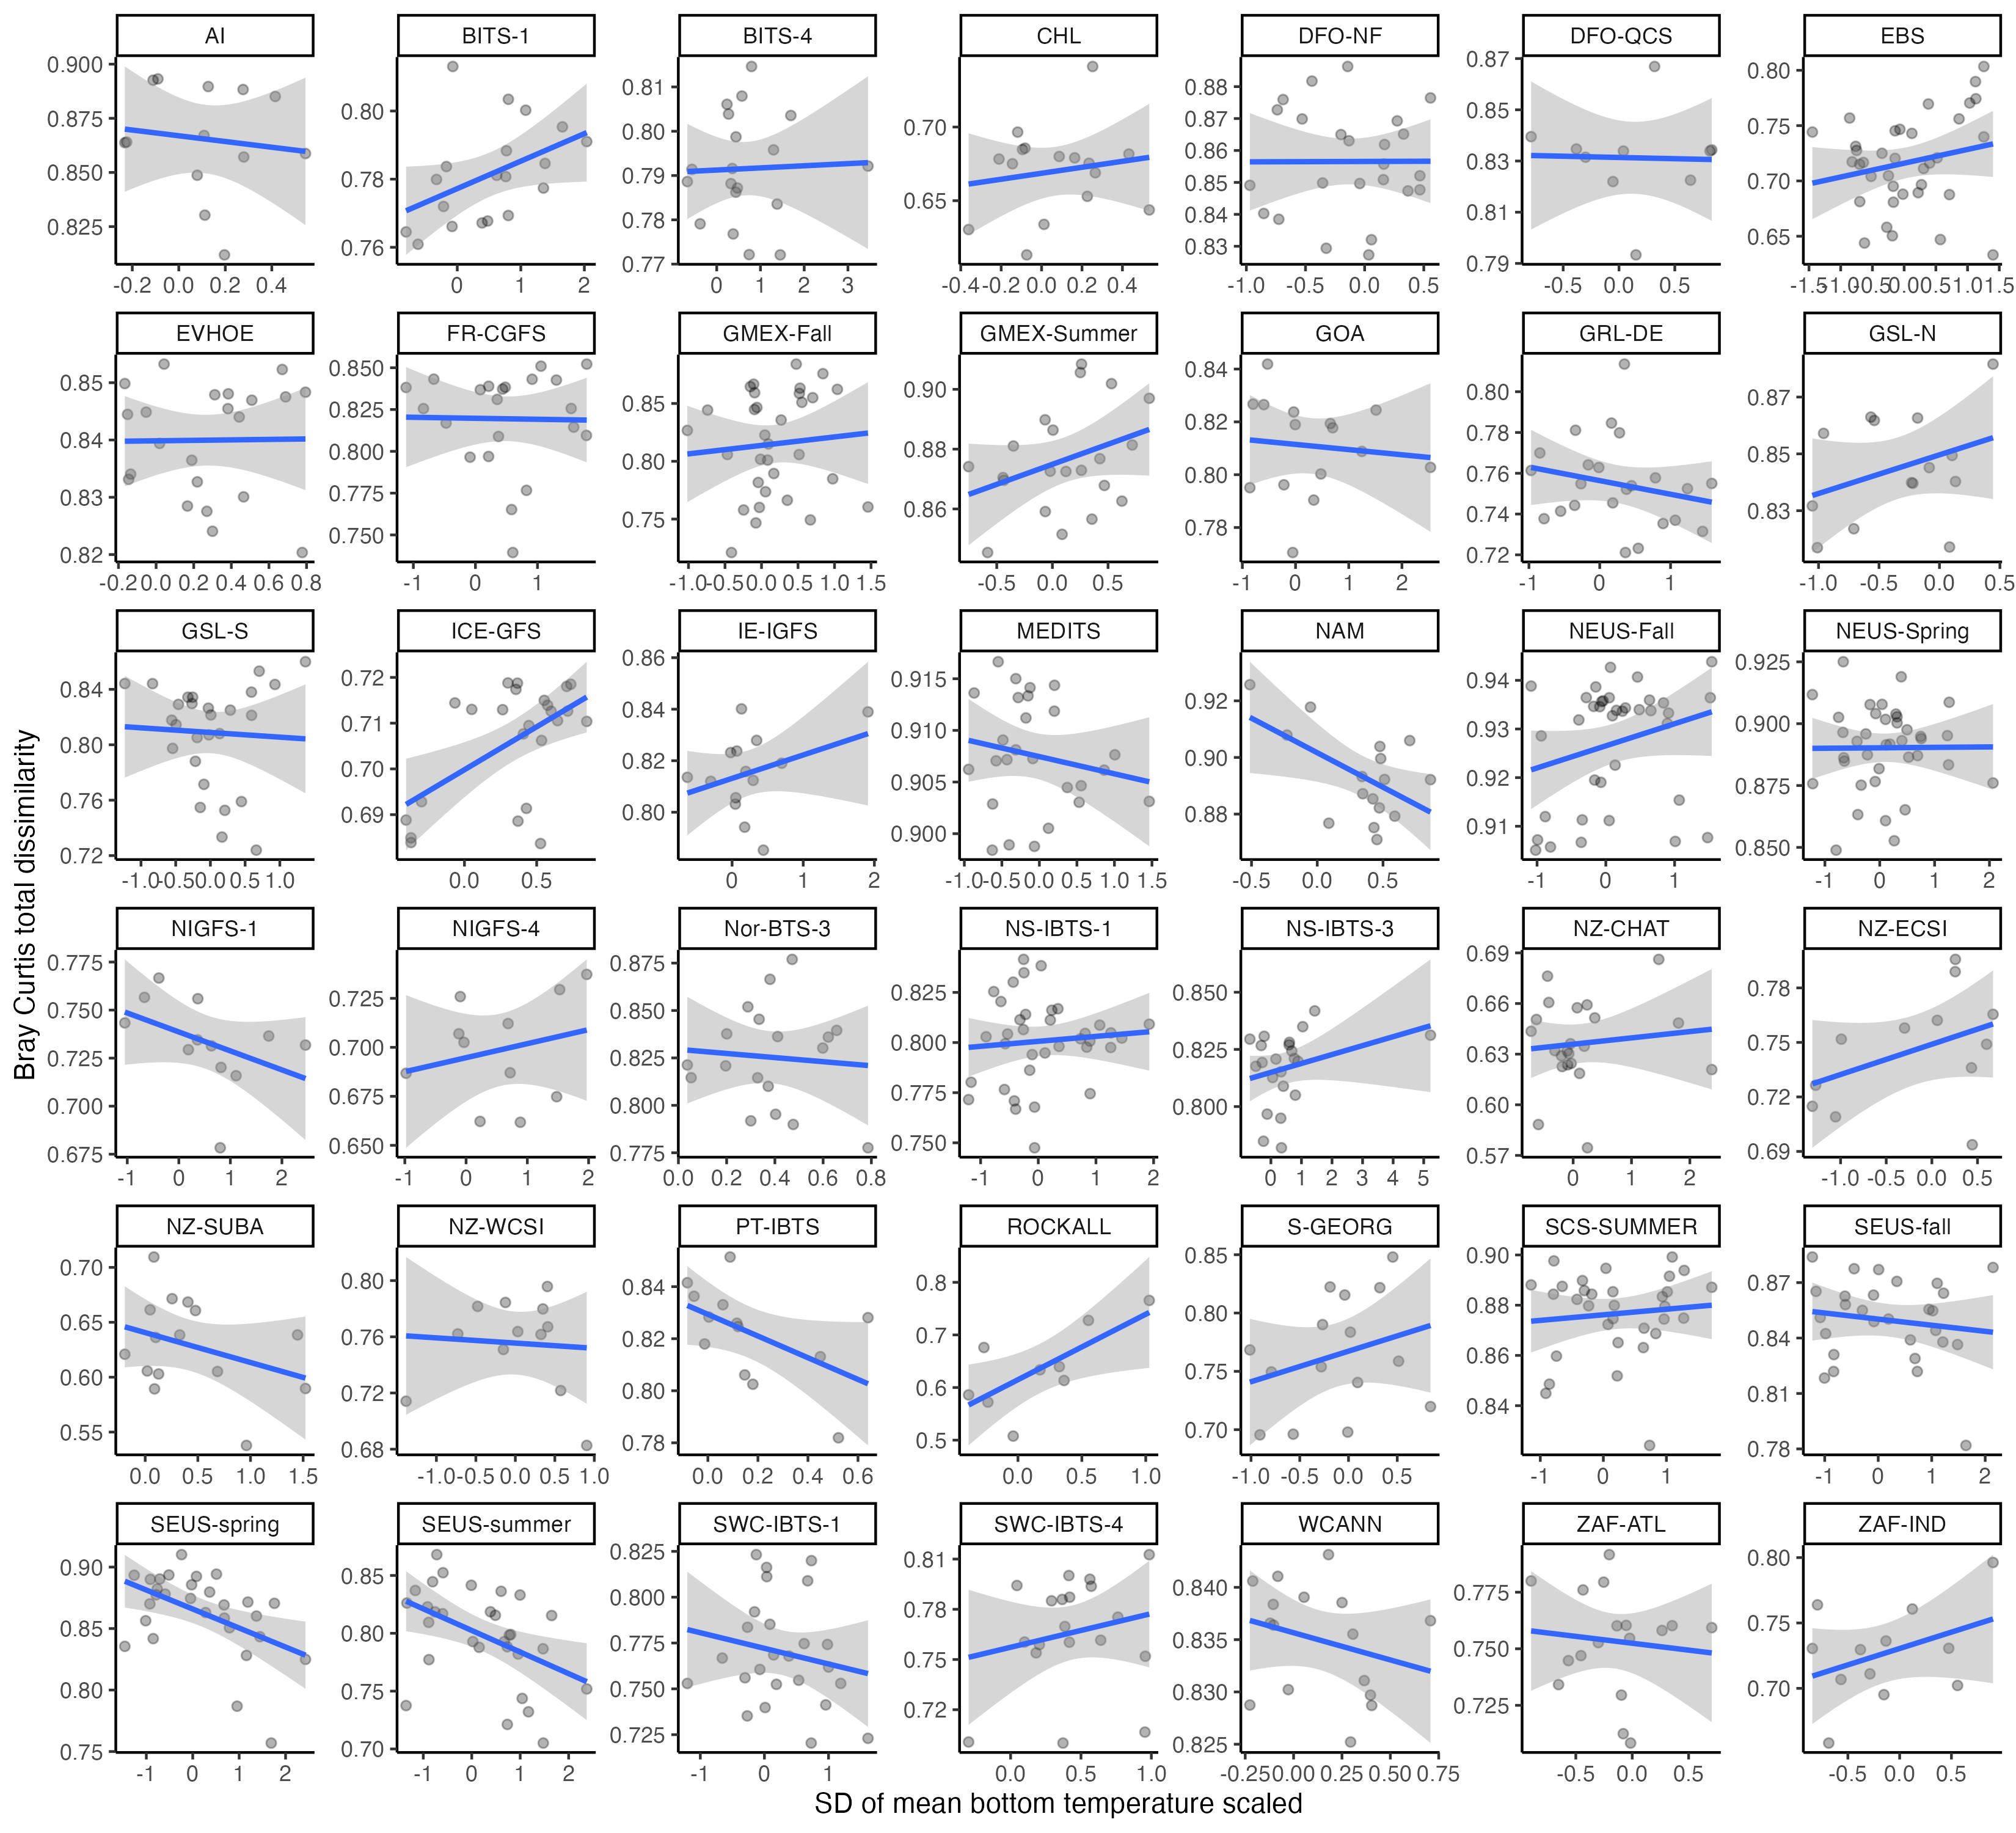 AI BITS-1 BITS-4 CHL DFO-NF DFO-QCS EBS
0.900 0.875 0.850 0.825
0.80 0.78 0.76
0.81 0.80 0.79 0.78 0.77
0.70 0.65
0.88 0.87 0.86 0.85 0.84 0.83
0.87 0.85 0.83 0.81 0.79
0.80 0.75 0.70 0.65
-0.2 0.0 0.2 0.4
0 1 2
0 1 2 3
-0.4 -0.2 0.0 0.2 0.4
-1.0 -0.5 0.0 0.5
-0.5 0.0 0.5
-1.5 -1.0 -0.5 0.0 0.5 1.0 1.5
EVHOE FR-CGFS GMEX-Fall GMEX-Summer GOA GRL-DE GSL-N
0.85 0.84 0.83 0.82
0.850 0.825 0.800 0.775 0.750
0.85 0.80 0.75
0.90 0.88 0.86
0.84 0.82 0.80 0.78
0.80 0.78 0.76 0.74 0.72
0.87 0.85 0.83
-0.2 0.0 0.2 0.4 0.6 0.8
-1 0 1
-1.0 -0.5 0.0 0.5 1.0 1.5
-0.5 0.0 0.5
-1 0 1 2
-1 0 1
-1.0 -0.5 0.0 0.5
GSL-S ICE-GFS IE-IGFS MEDITS NAM NEUS-Fall NEUS-Spring
0.84 0.80 0.76 0.72
0.72 0.71 0.70 0.69
0.86 0.84 0.82 0.80
0.915 0.910 0.905 0.900
0.92 0.90 0.88
0.94 0.93 0.92 0.91
0.925 0.900 0.875 0.850
-1.0 -0.5 0.0 0.5 1.0
0.0 0.5
0 1 2
-1.0 -0.5 0.0 0.5 1.0 1.5
-0.5 0.0 0.5
-1 0 1
-1 0 1 2
Bray Curtis total dissimilarity
NIGFS-1 NIGFS-4 Nor-BTS-3 NS-IBTS-1 NS-IBTS-3 NZ-CHAT NZ-ECSI
0.775 0.750 0.725 0.700 0.675
0.725 0.700 0.675 0.650
0.875 0.850 0.825 0.800 0.775
0.825 0.800 0.775 0.750
0.850 0.825 0.800
0.69 0.66 0.63 0.60 0.57
0.78 0.75 0.72 0.69
-1 0 1 2
-1 0 1 2
0.0 0.2 0.4 0.6 0.8
-1 0 1 2
0 1 2 3 4 5
0 1 2
-1.0 -0.5 0.0 0.5
NZ-SUBA NZ-WCSI PT-IBTS ROCKALL S-GEORG SCS-SUMMER SEUS-fall
0.70 0.65 0.60 0.55
0.80 0.76 0.72 0.68
0.84 0.82 0.80 0.78
0.8 0.7 0.6 0.5
0.85 0.80 0.75 0.70
0.90 0.88 0.86 0.84
0.87 0.84 0.81 0.78
0.0 0.5 1.0 1.5
-1.0 -0.5 0.0 0.5 1.0
0.0 0.2 0.4 0.6
0.0 0.5 1.0
-1.0 -0.5 0.0 0.5
-1 0 1
-1 0 1 2
SEUS-spring SEUS-summer SWC-IBTS-1 SWC-IBTS-4 WCANN ZAF-ATL ZAF-IND
0.90 0.85 0.80 0.75
0.85 0.80 0.75 0.70
0.825 0.800 0.775 0.750 0.725
0.81 0.78 0.75 0.72
0.840 0.835 0.830 0.825
0.775 0.750 0.725
0.80 0.75 0.70
-1 0 1 2
-1 0 1 2
-1 0 1
0.0 0.5 1.0
-0.25 0.00 0.25 0.50 0.75
-0.5 0.0 0.5
-0.5 0.0 0.5
SD of mean bottom temperature scaled